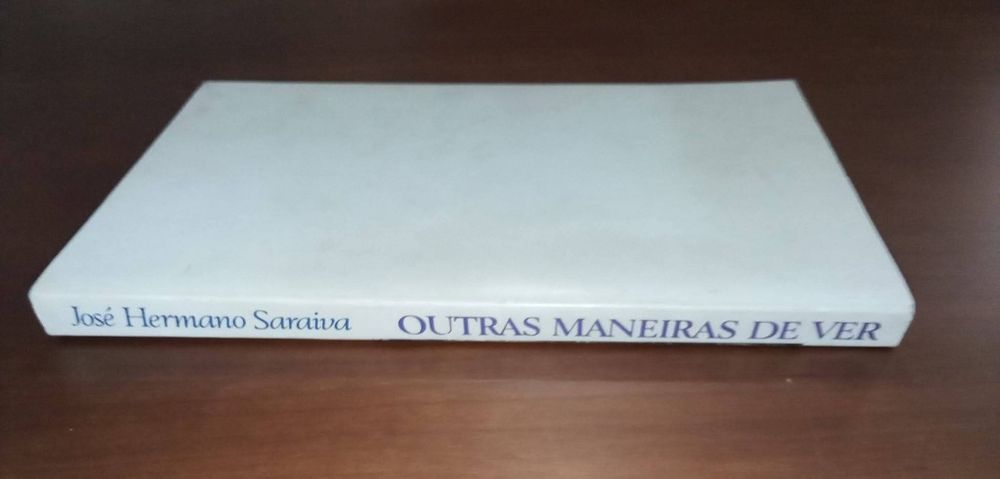 José Hermano Saraiva OUTRAS MANEIRAS DE VER